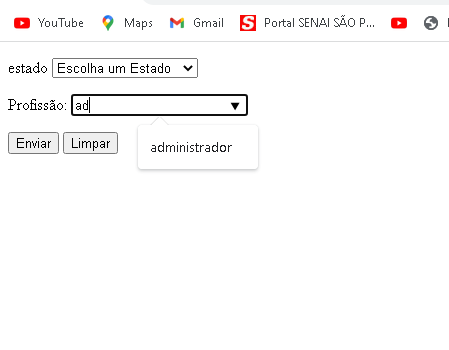 YouTube Maps Gmail Portal SENAI SÃO P...
estado Escolha um Estado
Profissão: ad
administrador
Enviar Limpar